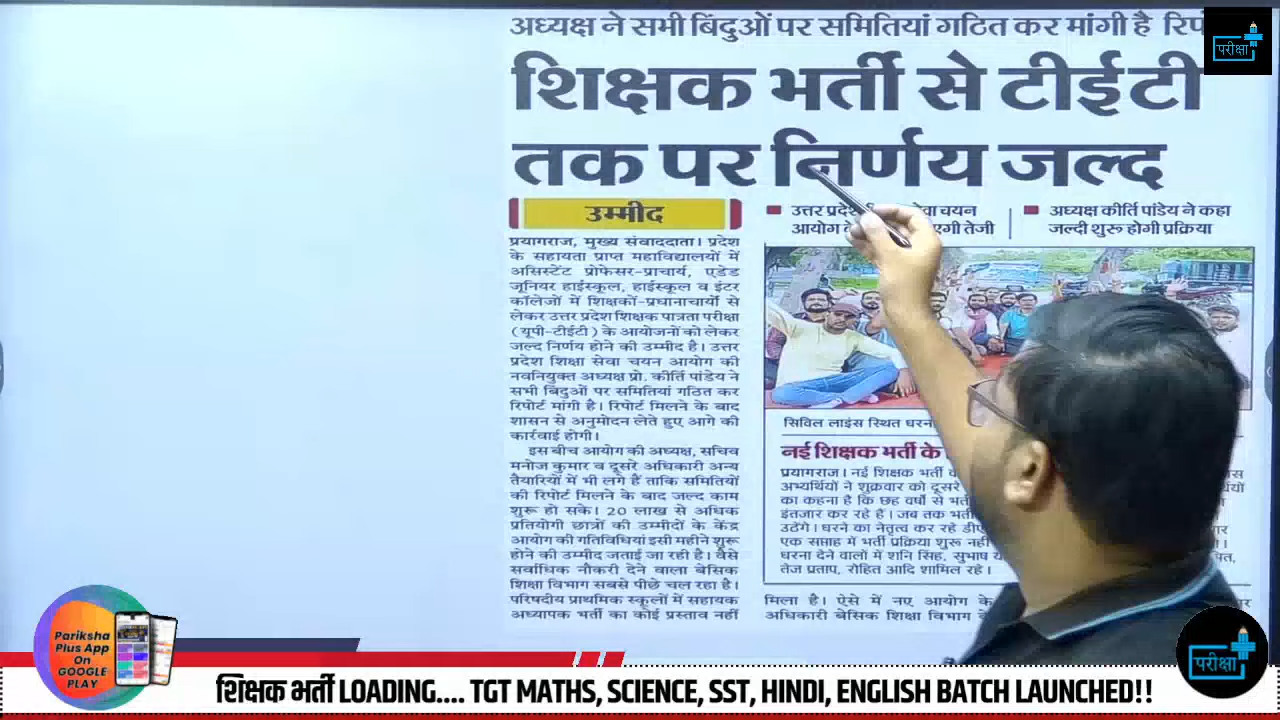 अध्यक्ष ने सभी बिंदुओं पर समितियां गठित कर मांगी है
परीक्षा
शिक्षक भर्ती से टीईटी
तक पर निर्णय जल्द
उम्मीद
प्रयागराज, मुख्य संवाददाता। प्रदेश
के सहायता प्राप्त महाविद्यालयों में
असिस्टेंट प्रोफेसर-प्राचार्य, एडेड
जूनियर हाईस्कूल, हाईस्कूल व इंटर
कॉलेजों में शिक्षकों-प्रधानाचार्यों से
लेकर उत्तर प्रदेश शिक्षक पात्रता परीक्षा
(यूपी-टीईटी) के आयोजनों को लेकर
जल्द निर्णय होने की उम्मीद है। उत्तर
प्रदेश शिक्षा सेवा चयन आयोग की
नवनियुक्त अध्यक्ष प्रो. कीर्ति पांडेय ने
सभी बिंदुओं पर समितियां गठित कर
रिपोर्ट मांगी है। रिपोर्ट मिलने के बाद
शासन से अनुमोदन लेते हुए आगे की
कार्रवाई होगी।
इस बीच आयोग की अध्यक्ष, सचिव
मनोज कुमार व दूसरे अधिकारी अन्य
तैयारियों में भी लगे हैं ताकि समितियों
की रिपोर्ट मिलने के बाद जल्द काम
शुरू हो सके। 20 लाख से अधिक
प्रतियोगी छात्रों की उम्मीदों के केंद्र
आयोग की गतिविधियां इसी महीने शुरू
होने की उम्मीद जताई जा रही है। वैसे
सर्वाधिक नौकरी देने वाला बेसिक
शिक्षा विभाग सबसे पीछे चल रहा है।
परिषदीय प्राथमिक स्कूलों में सहायक
अध्यापक भर्ती का कोई प्रस्ताव नहीं
उत्तर चयन
आयोग तेजी
अध्यक्ष कीर्ति पांडेय ने कहा
जल्दी शुरू होगी प्रक्रिया
सिविल लाइंस स्थित
नई शिक्षक भर्ती के
प्रयागराज। नई शिक्षक भर्ती
अभ्यर्थियों ने शुक्रवार को दूसरे
का कहना है कि छह वर्षों से
इंतजार कर रहे हैं। जब तक
उठेंगे। धरने का नेतृत्व कर रहे
एक सप्ताह में भर्ती प्रक्रिया शुरू नहीं
धरना देने वालों में शनि सिंह, सुभाष
तेज प्रताप, रोहित आदि शामिल रहे।
मिला है। ऐसे में नए आयोग के
अधिकारी बेसिक शिक्षा विभाग
Pariksha
Plus App
On
GOOGLE
PLAY
शिक्षक भर्ती LOADING.... TGT MATHS, SCIENCE, SST, HINDI, ENGLISH BATCH LAUNCHED!!
परीक्षा